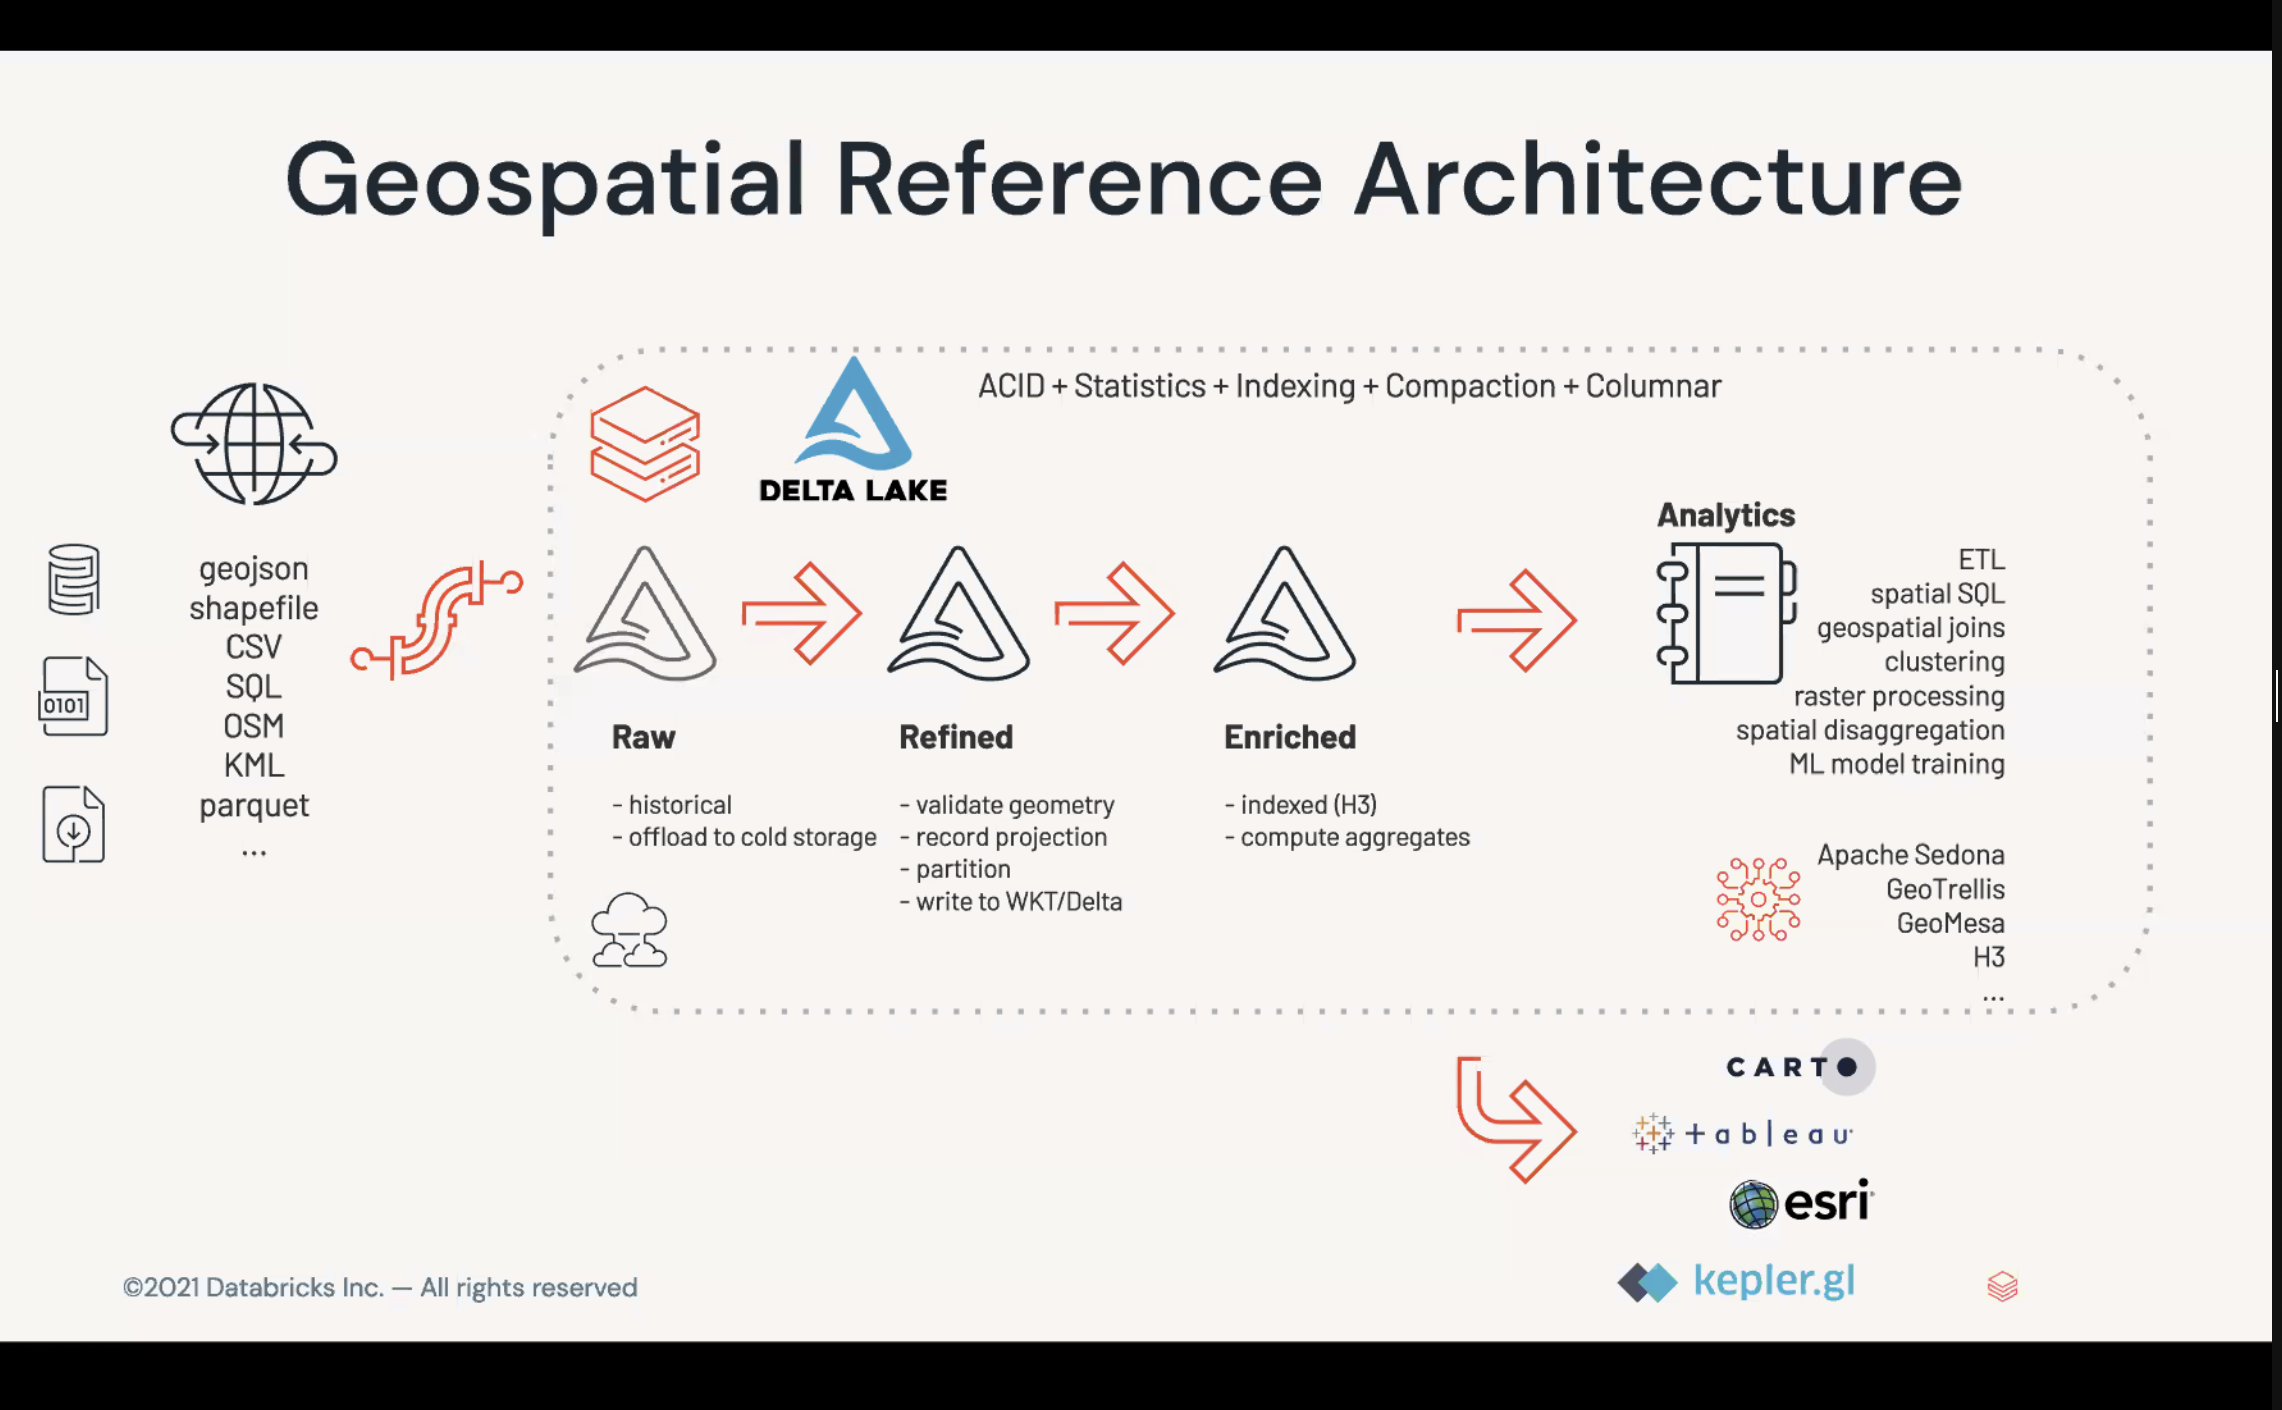 Geospatial Reference Architecture
geojson
shapefile
CSV
SQL
OSM
KML
parquet
...
0101
DELTA LAKE
ACID + Statistics + Indexing + Compaction + Columnar
Raw
- historical
- offload to cold storage
Refined
- validate geometry
- record projection
- partition
- write to WKT/Delta
Enriched
- indexed (H3)
- compute aggregates
Analytics
ETL
spatial SQL
geospatial joins
clustering
raster processing
spatial disaggregation
ML model training
Apache Sedona
GeoTrellis
GeoMesa
H3
...
CARTO
+ableau
esri
kepler.gl
©2021 Databricks Inc. — All rights reserved